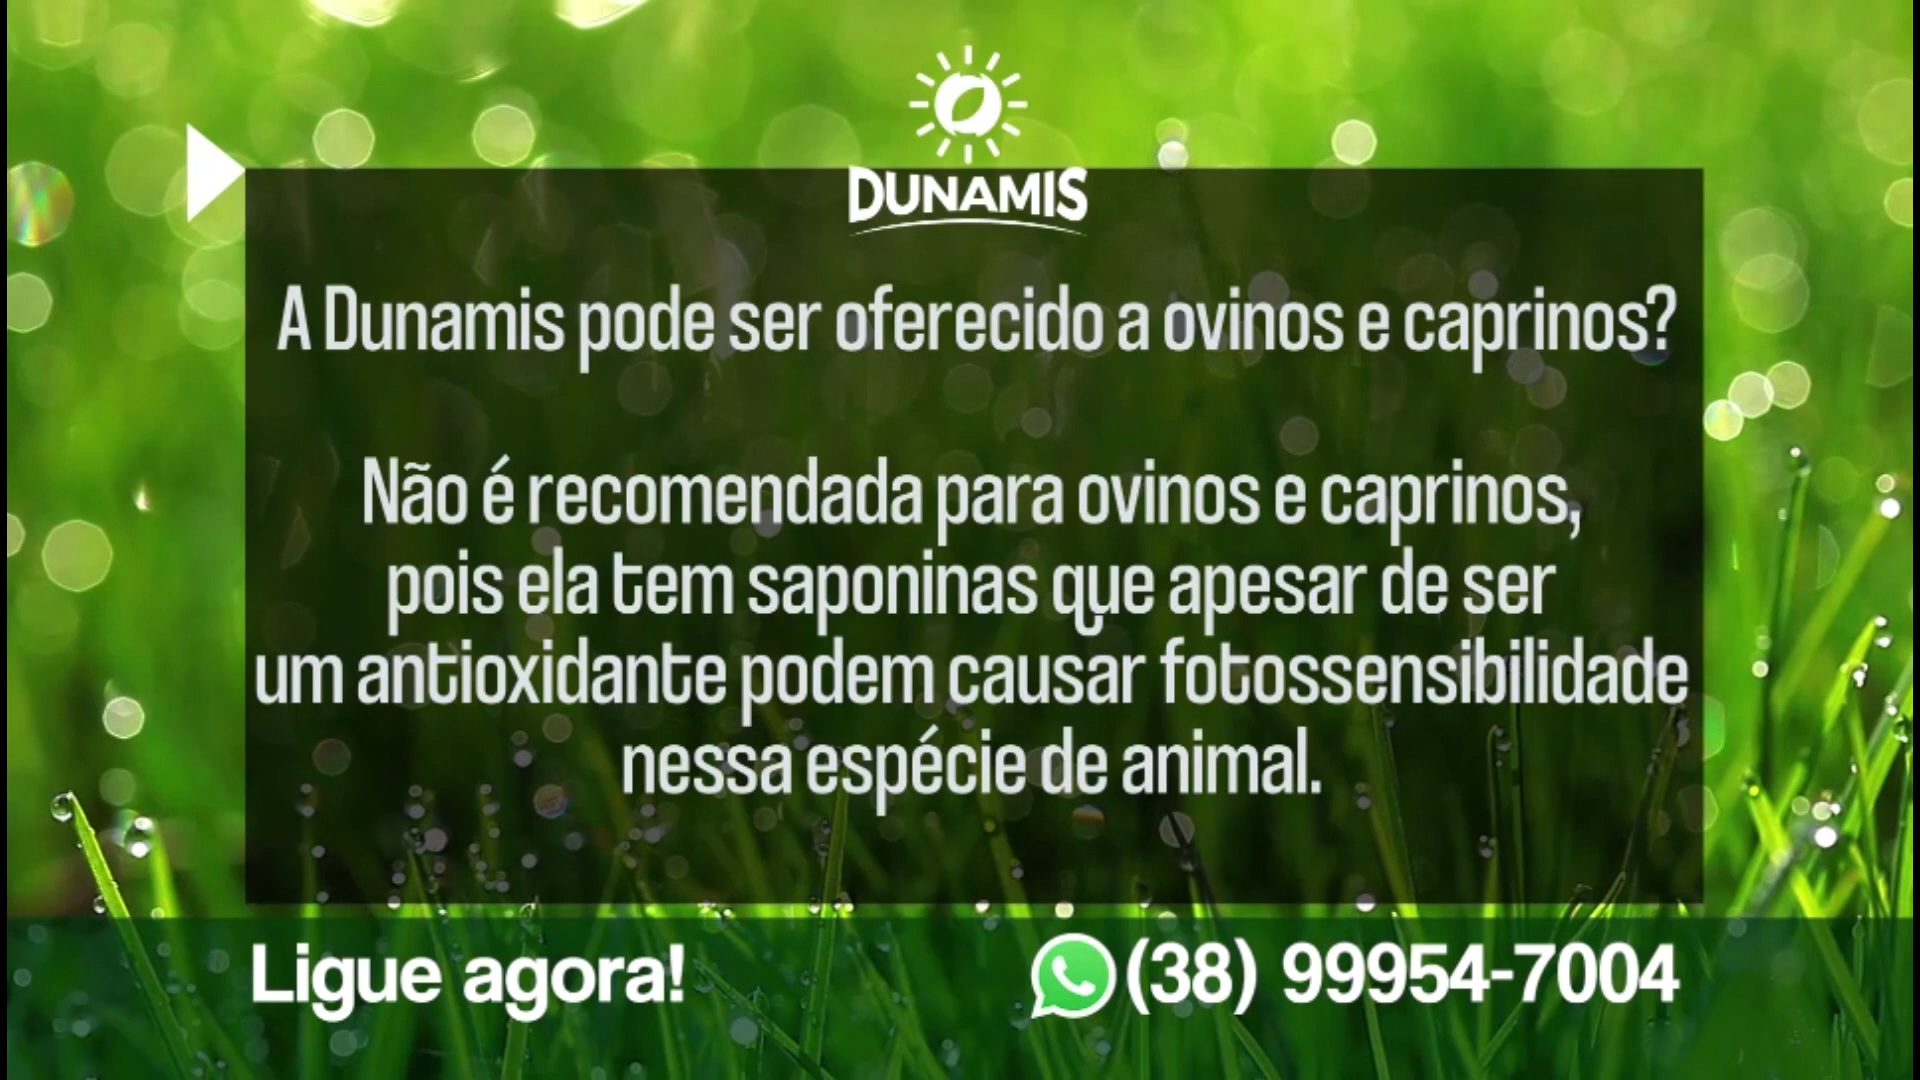 DUNAMIS
A Dunamis pode ser oferecido a ovinos e caprinos?
Não é recomendada para ovinos e caprinos,
pois ela tem saponinas que apesar de ser
um antioxidante podem causar fotossensibilidade
nessa espécie de animal.
Ligue agora!
(38) 99954-7004